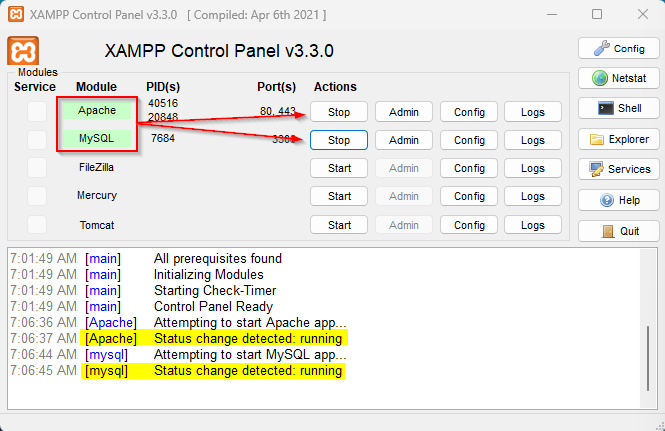 XAMPP Control Panel v3.3.0 [ Compiled: Apr 6th 2021 ]
XAMPP Control Panel v3.3.0
Config
Modules
Service Module PID(s) Port(s) Actions
Netstat
Apache 40516 20848 80, 443 Stop Admin Config Logs
Shell
MySQL 7684 Stop Admin Config Logs
Explorer
FileZilla Start Admin Config Logs
Services
Mercury Start Admin Config Logs
Help
Tomcat Start Admin Config Logs
Quit
7:01:49 AM [main] All prerequisites found
7:01:49 AM [main] Initializing Modules
7:01:49 AM [main] Starting Check-Timer
7:01:49 AM [main] Control Panel Ready
7:06:36 AM [Apache] Attempting to start Apache app...
7:06:37 AM [Apache] Status change detected: running
7:06:44 AM [mysql] Attempting to start MySQL app...
7:06:45 AM [mysql] Status change detected: running